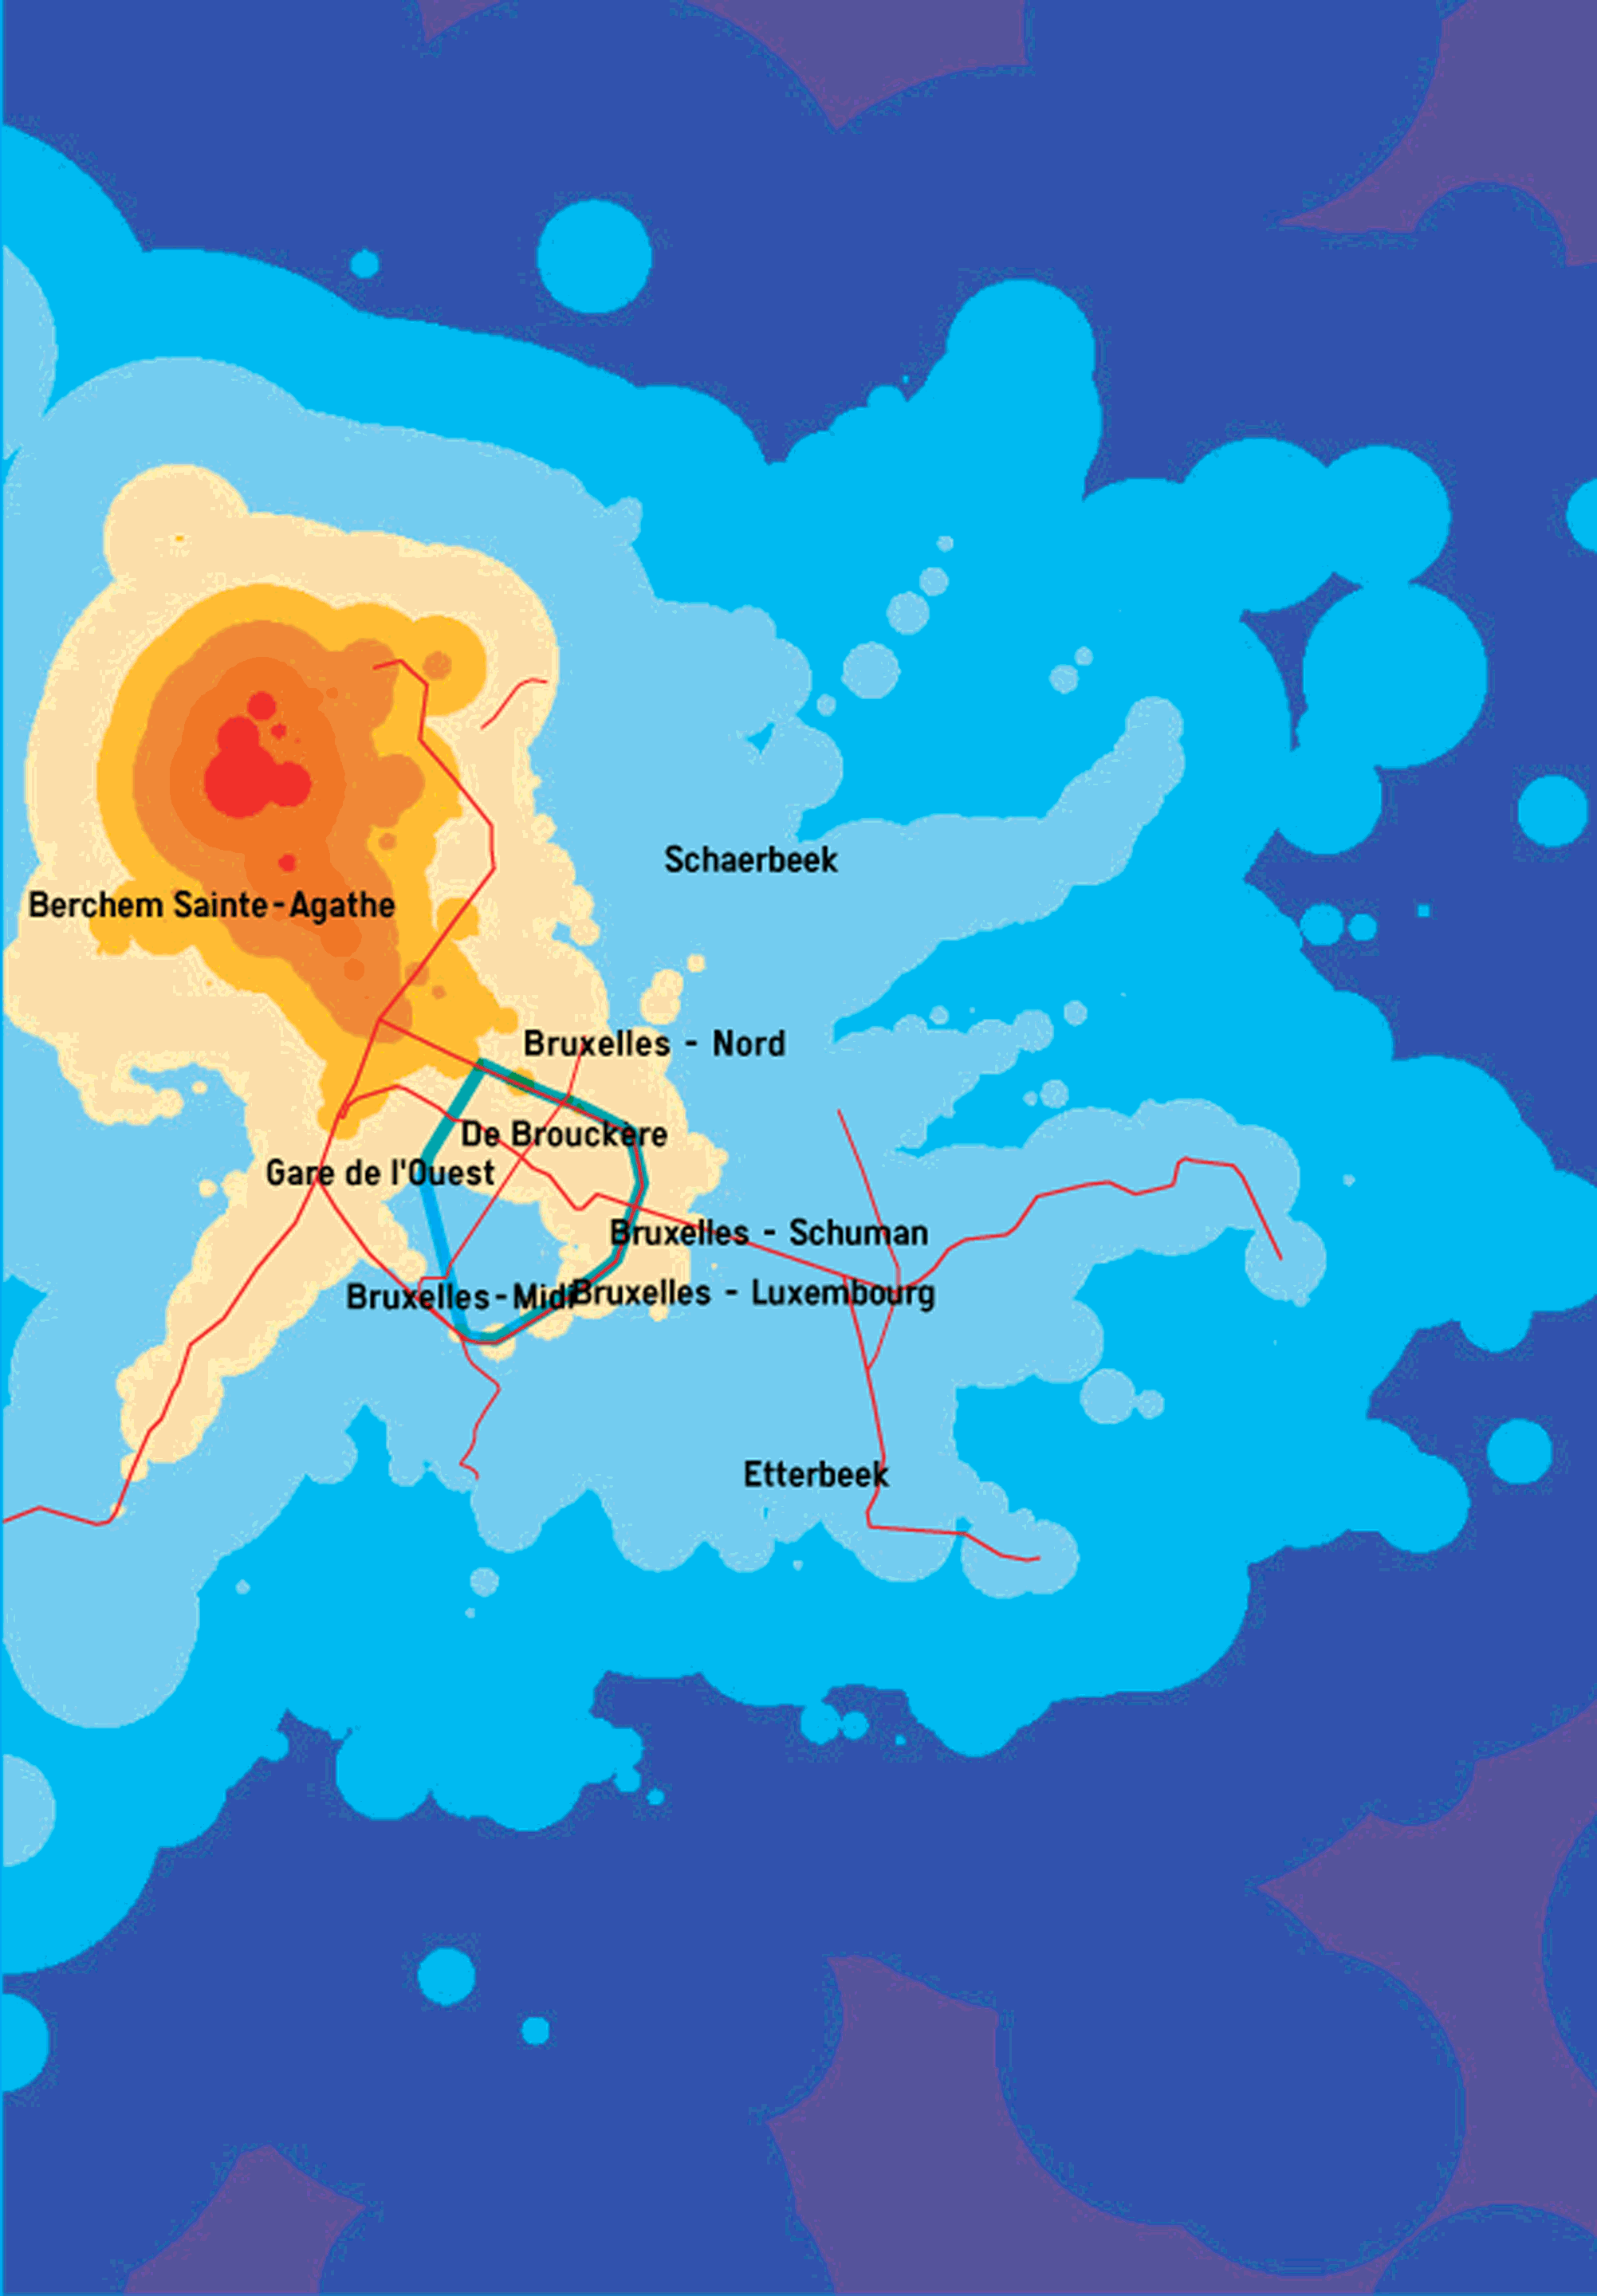 Schaerbeek
Berchem Sainte-Agathe
Bruxelles - Nord
De Brouckère
Gare de l'Ouest
Bruxelles - Schuman
Bruxelles-Midi
Bruxelles - Luxembourg
Etterbeek